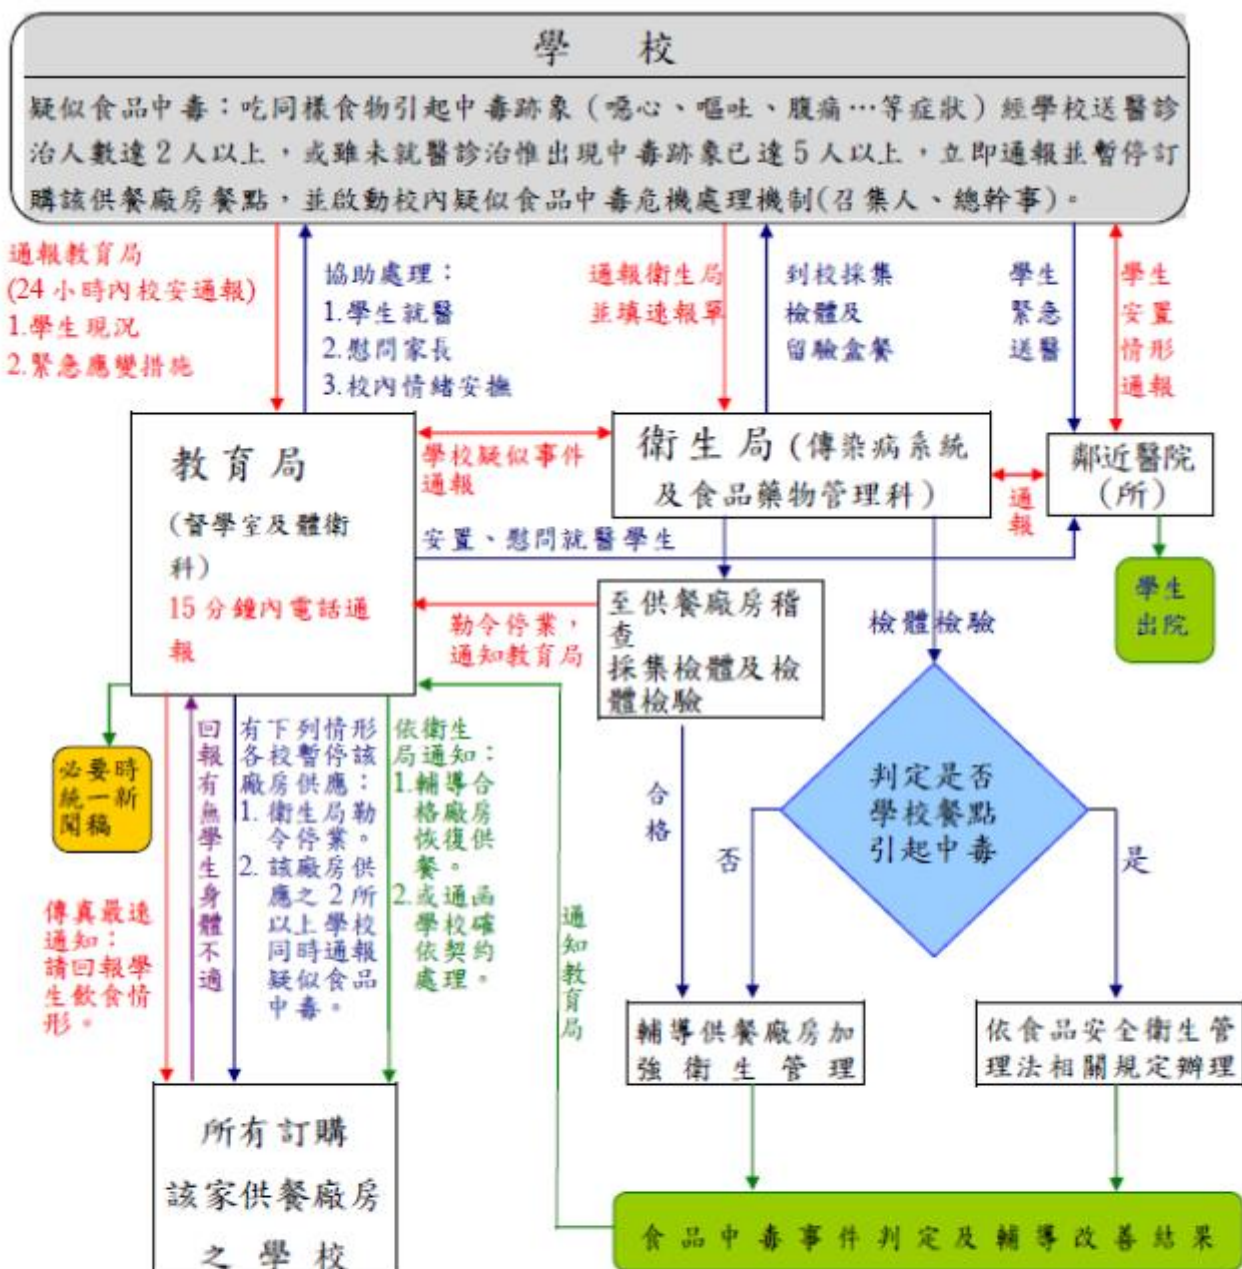 學 校
疑似食品中毒：吃同樣食物引起中毒跡象（噁心、嘔吐、腹痛…等症狀）經學校送醫診
治人數達 2 人以上，或雖未就醫診治惟出現中毒跡象已達 5 人以上，立即通報並暫停訂
購該供餐廠房餐點，並啟動校內疑似食品中毒危機處理機制(召集人、總幹事)。
通報教育局
(24 小時內校安通報)
1.學生現況
2.緊急應變措施
協助處理：
1.學生就醫
2.慰問家長
3.校內情緒安撫
通報衛生局
並填速報單
到校採集
檢體及
留驗盒餐
學生
緊急
送醫
學生
安置
情形
通報
教育局
(督學室及體衛
科)
15 分鐘內電話通
報
學校疑似事件
通報
衛生局(傳染病系統
及食品藥物管理科)
通報
鄰近醫院
(所)
安置、慰問就醫學生
學生
出院
勒令停業，
通知教育局
至供餐廠房稽
查
採集檢體及檢
體檢驗
檢體檢驗
必要時
統一新
聞稿
回報有無學生身體不適
有下列情形
各校暫停該
廠房供應：
1. 衛生局勒
令停業。
2. 該廠房供
應之 2 所
以上學校
同時通報
疑似食品
中毒。
依衛生
局通知：
1.輔導合
格廠房
恢復供
餐。
2.或通函
學校確
依契約
處理。
合格
否
判定是否
學校餐點
引起中毒
是
傳真最速
通知：
請回報學
生飲食情
形。
通知教育局
輔導供餐廠房加
強衛生管理
依食品安全衛生管
理法相關規定辦理
所有訂購
該家供餐廠房
之學校
食品中毒事件判定及輔導改善結果